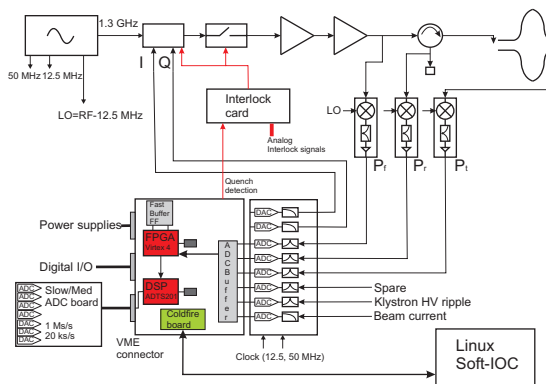 1.3 GHz
I Q
50 MHz 12.5 MHz
LO=RF-12.5 MHz
Interlock
card
LO
Analog
Interlock signals
Pf Pr Pt
Quench
detection
Fast
Buffer
FF
Power supplies
FPGA
Virtex 4
DAC
DAC
ADC
ADC
ADC
ADC
ADC
ADC
ADC Buffer
Digital I/O
DSP
ADTS201
Coldfire
board
ADC
ADC
ADC
ADC
DAC
DAC
Slow/Med
ADC board
1 Ms/s
20 ks/s
Spare
Klystron HV ripple
Beam current
VME
connector
Clock (12.5, 50 MHz)
Linux
Soft-IOC